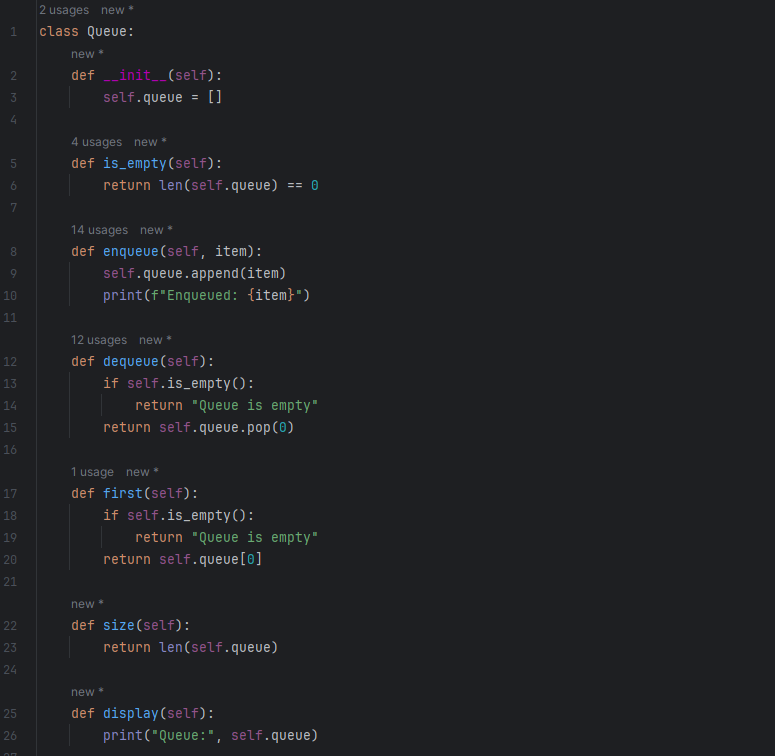 2 usages new *
1 class Queue:
new *
2 def __init__(self):
3 self.queue = []
4
4 usages new *
5 def is_empty(self):
6 return len(self.queue) == 0
7
14 usages new *
8 def enqueue(self, item):
9 self.queue.append(item)
10 print(f"Enqueued: {item}")
11
12 usages new *
12 def dequeue(self):
13 if self.is_empty():
14 return "Queue is empty"
15 return self.queue.pop(0)
16
1 usage new *
17 def first(self):
18 if self.is_empty():
19 return "Queue is empty"
20 return self.queue[0]
21
new *
22 def size(self):
23 return len(self.queue)
24
new *
25 def display(self):
26 print("Queue:", self.queue)